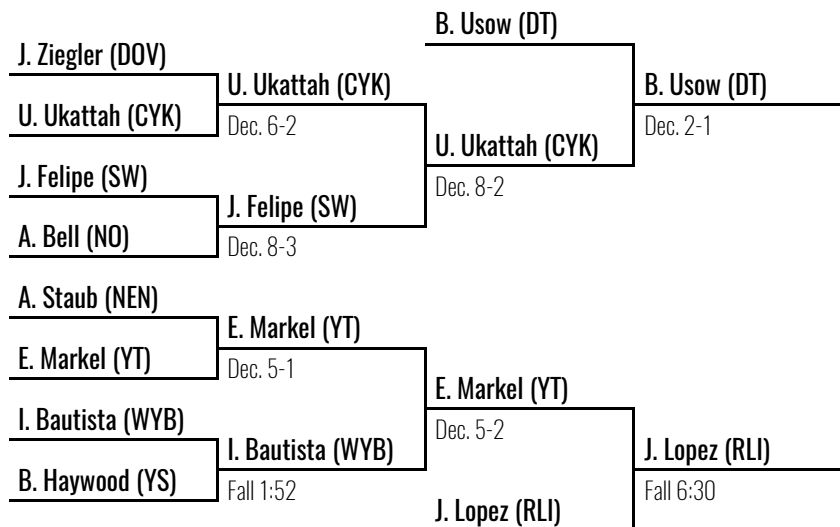 B. Usow (DT)
J. Ziegler (DOV)
U. Ukattah (CYK)
B. Usow (DT)
U. Ukattah (CYK)
Dec. 6-2
Dec. 2-1
U. Ukattah (CYK)
J. Felipe (SW)
Dec. 8-2
J. Felipe (SW)
A. Bell (NO)
Dec. 8-3
A. Staub (NEN)
E. Markel (YT)
E. Markel (YT)
Dec. 5-1
E. Markel (YT)
I. Bautista (WYB)
Dec. 5-2
I. Bautista (WYB)
J. Lopez (RLI)
B. Haywood (YS)
Fall 1:52
Fall 6:30
J. Lopez (RLI)